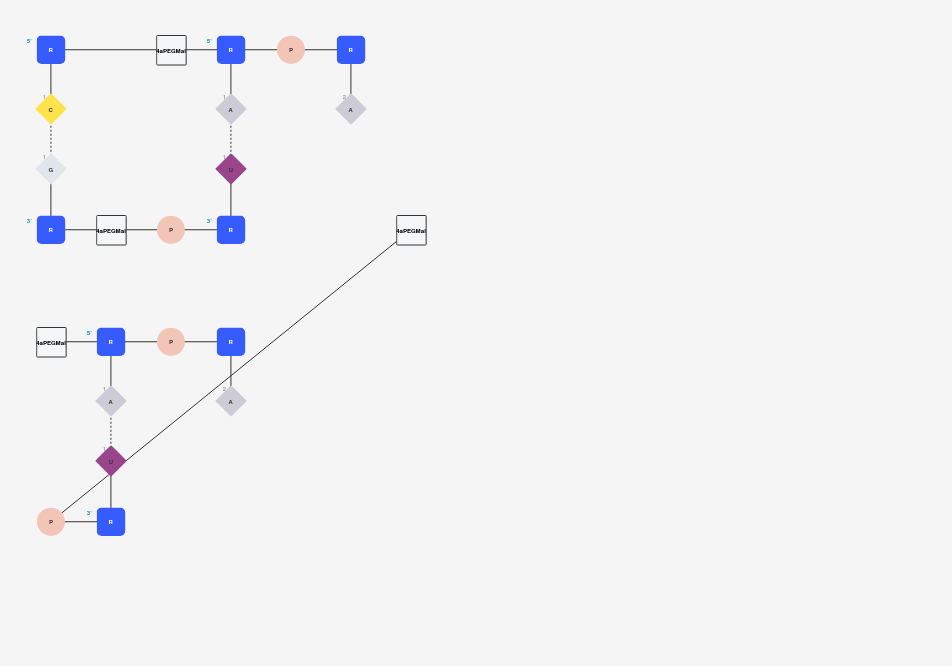 5' R 4aPEGMal 5' R P R
1 C 1 A 2 A
1 G 1 U
3' R 4aPEGMal P 3' R 4aPEGMal
4aPEGMal 5' R P R
1 A 2 A
1 U
P 3' R